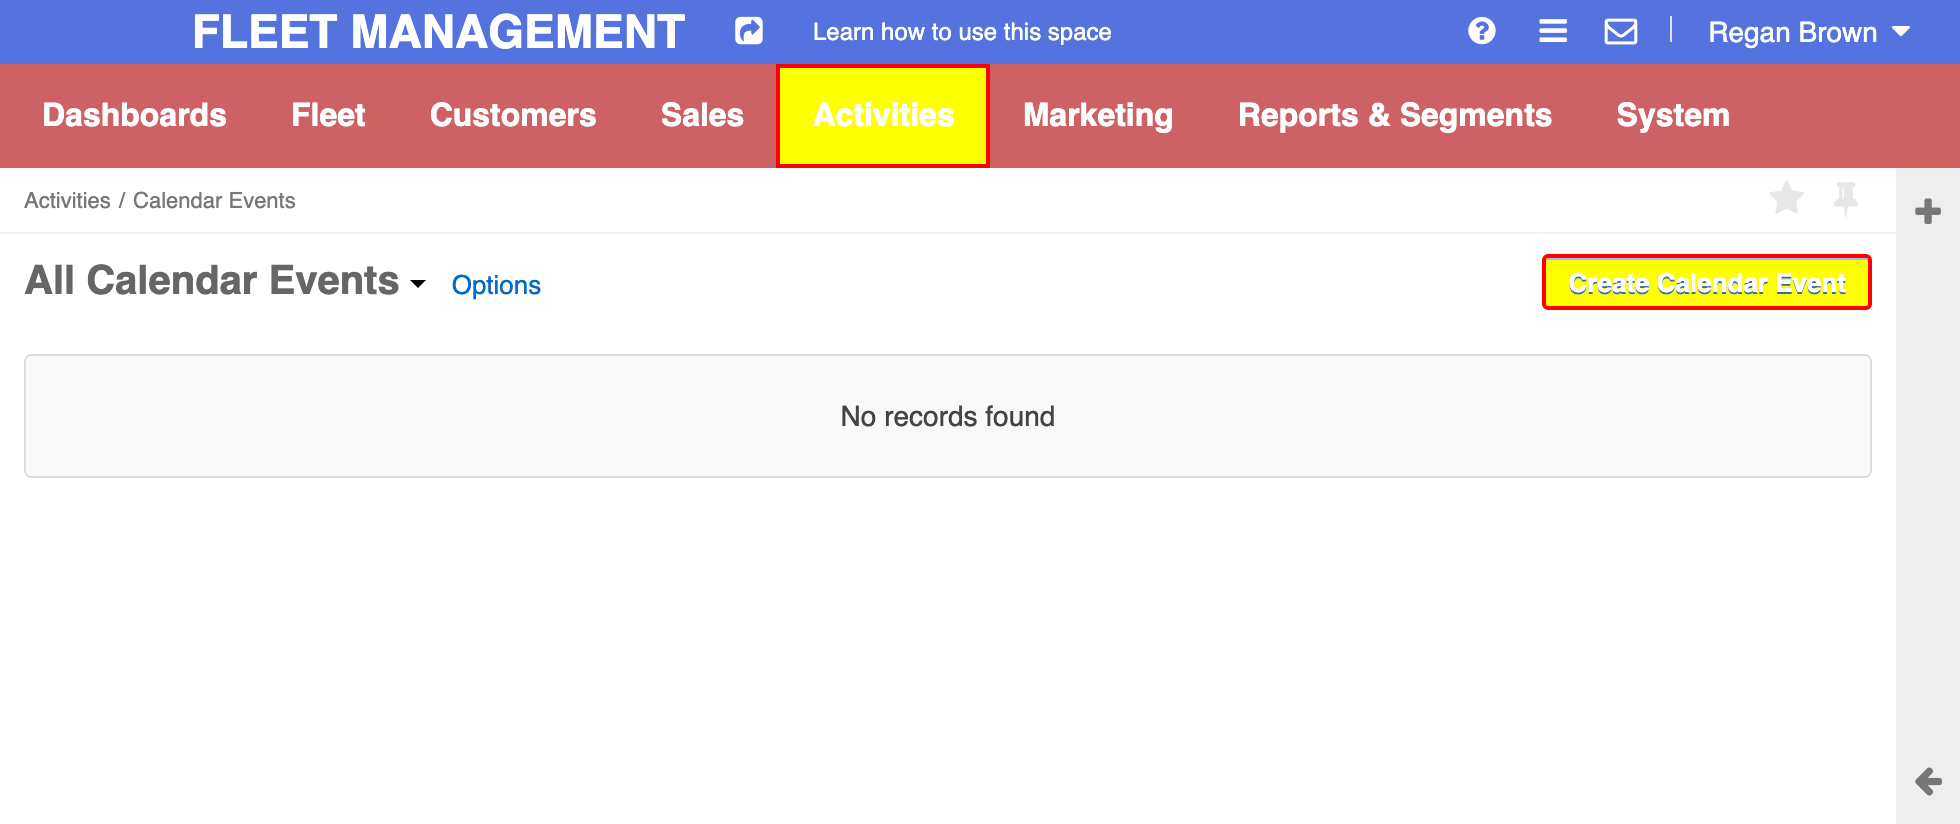 FLEET MANAGEMENT Learn how to use this space Regan Brown
Dashboards Fleet Customers Sales Activities Marketing Reports & Segments System
Activities / Calendar Events
All Calendar Events Options Create Calendar Event
No records found